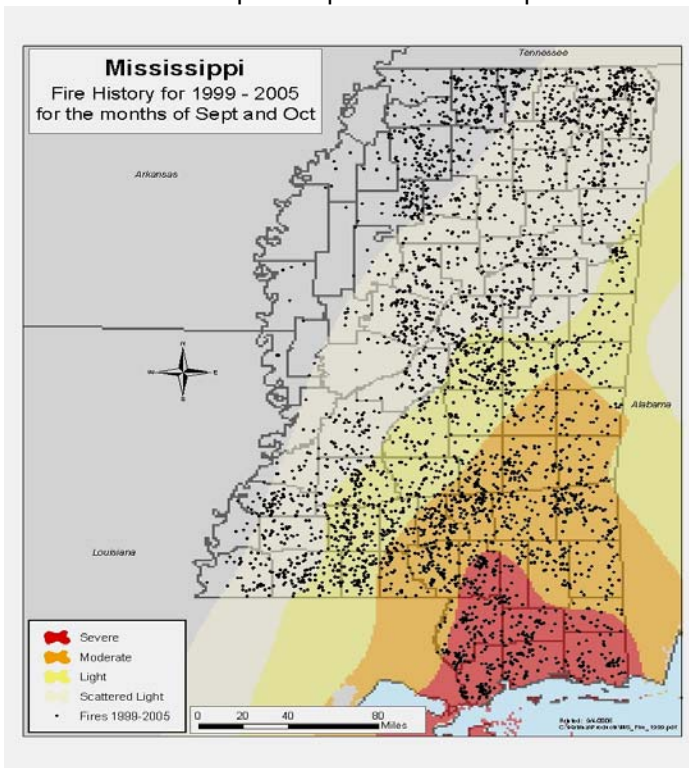 Tennessee
Mississippi
Fire History for 1999 - 2005
for the months of Sept and Oct
Arkansas
N
W E
S
Alabama
Louisiana
Severe
Moderate
Light
Scattered Light
Fires 1999-2005
0 20 40 80
Miles